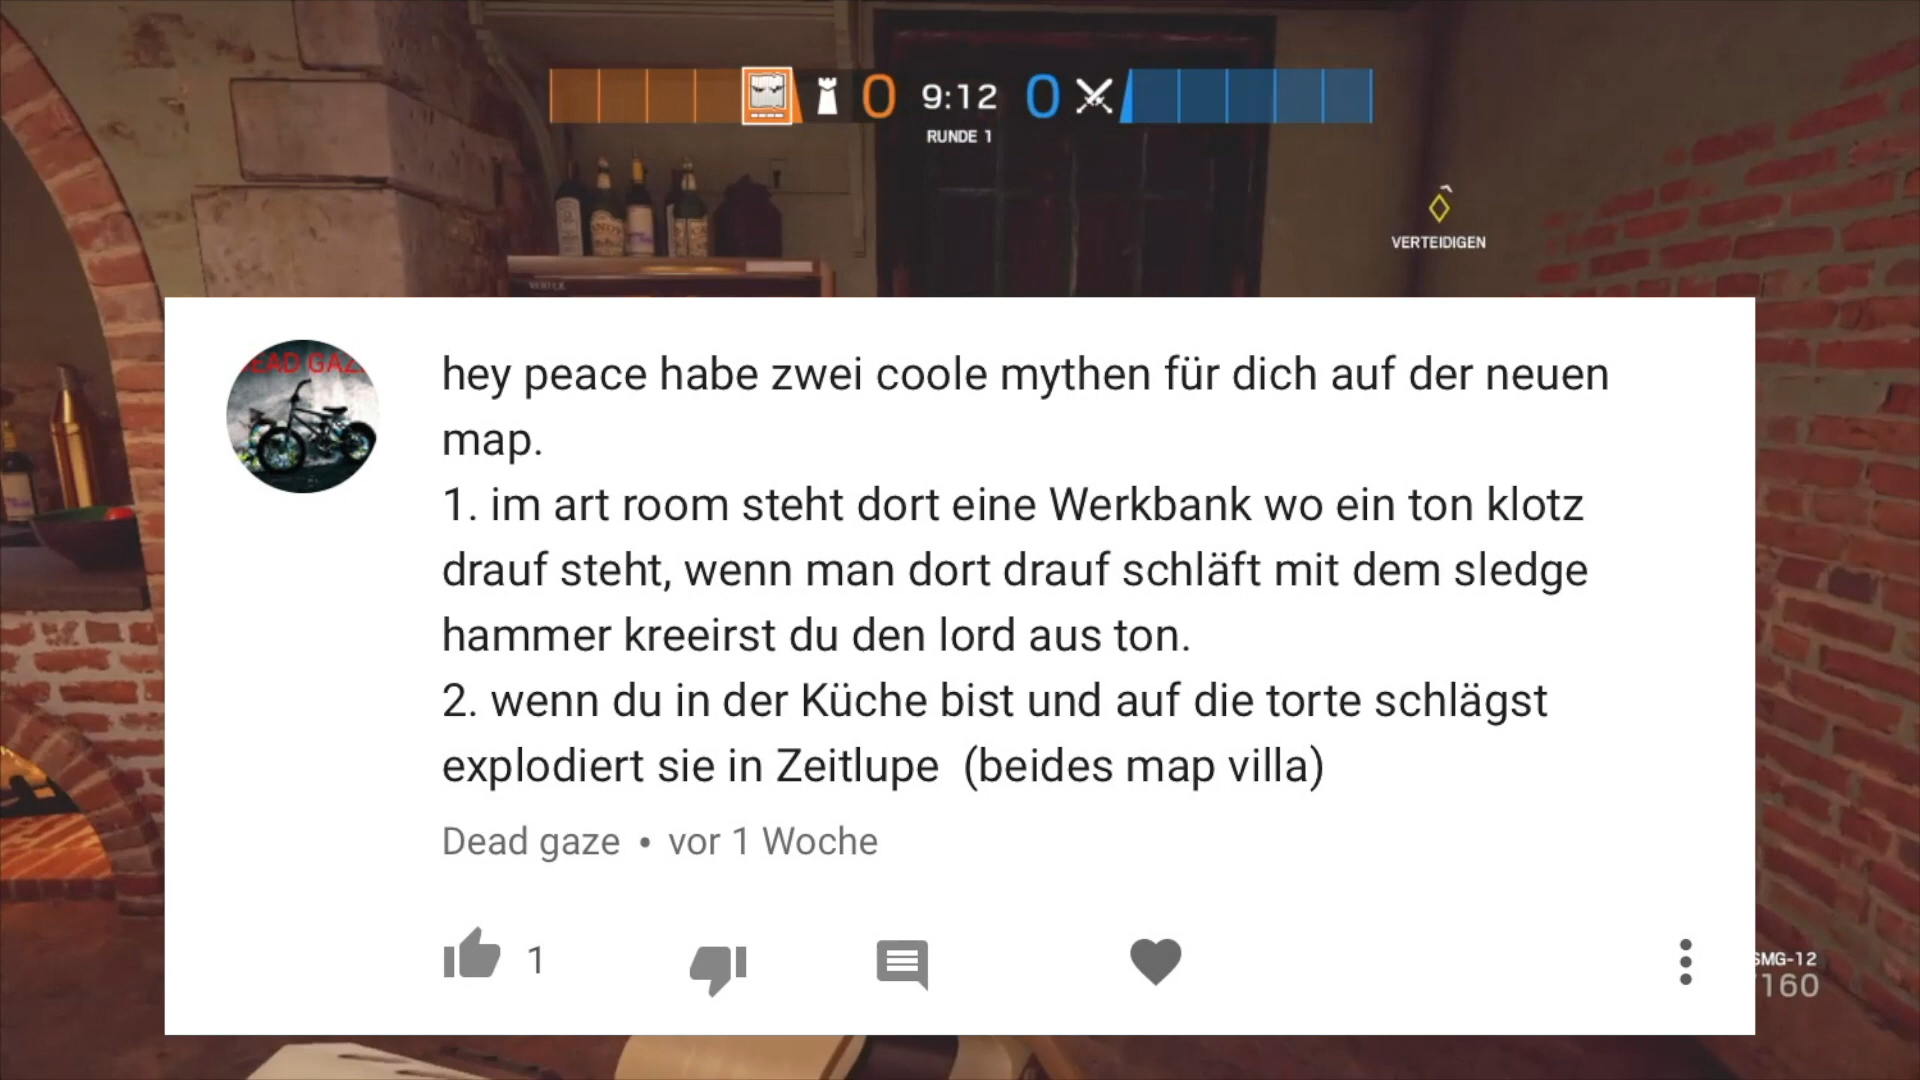 0 9:12 0
RUNDE 1
VERTEIDIGEN
hey peace habe zwei coole mythen für dich auf der neuen
map.
1. im art room steht dort eine Werkbank wo ein ton klotz
drauf steht, wenn man dort drauf schläft mit dem sledge
hammer kreeirst du den lord aus ton.
2. wenn du in der Küche bist und auf die torte schlägst
explodiert sie in Zeitlupe (beides map villa)
Dead gaze • vor 1 Woche
1
SMG-12
/160